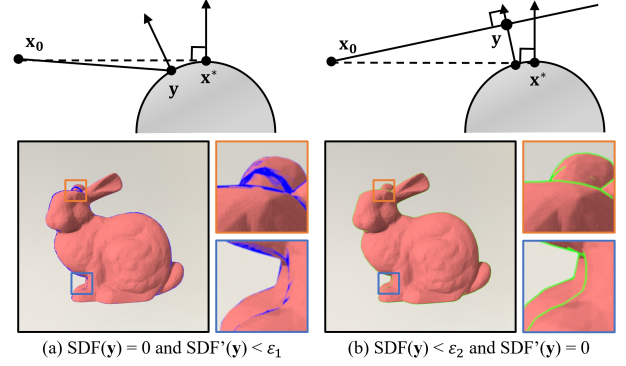 x₀
y
x*
x₀
y
x*
(a) SDF(y) = 0 and SDF'(y) < ε₁
(b) SDF(y) < ε₂ and SDF'(y) = 0